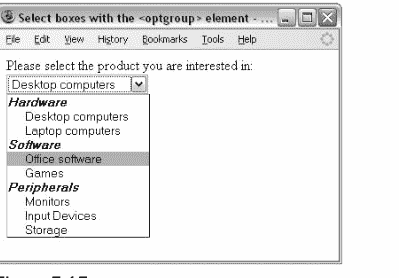 Select boxes with the <optgroup> element - ...
File Edit View History Bookmarks Tools Help
Please select the product you are interested in:
Desktop computers
Hardware
Desktop computers
Laptop computers
Software
Office software
Games
Peripherals
Monitors
Input Devices
Storage